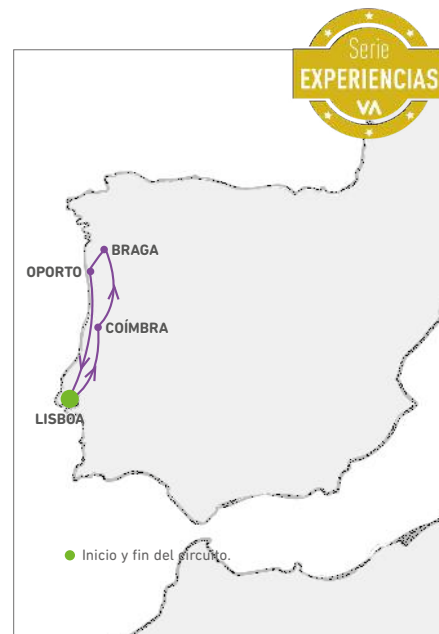 Serie
EXPERIENCIAS
VA
BRAGA
OPORTO
COÍMBRA
LISBOA
Inicio y fin del circuito.